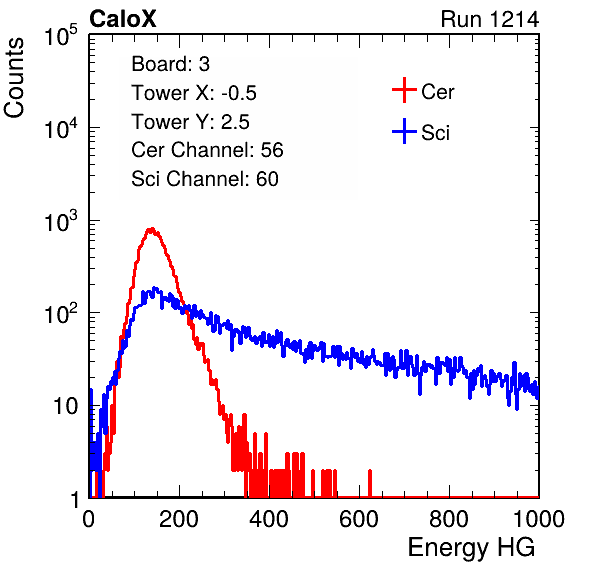 CaloX Run 1214
Counts
Board: 3
Tower X: -0.5
Tower Y: 2.5
Cer Channel: 56
Sci Channel: 60
Cer
Sci
10^5
10^4
10^3
10^2
10
1
0 200 400 600 800 1000
Energy HG